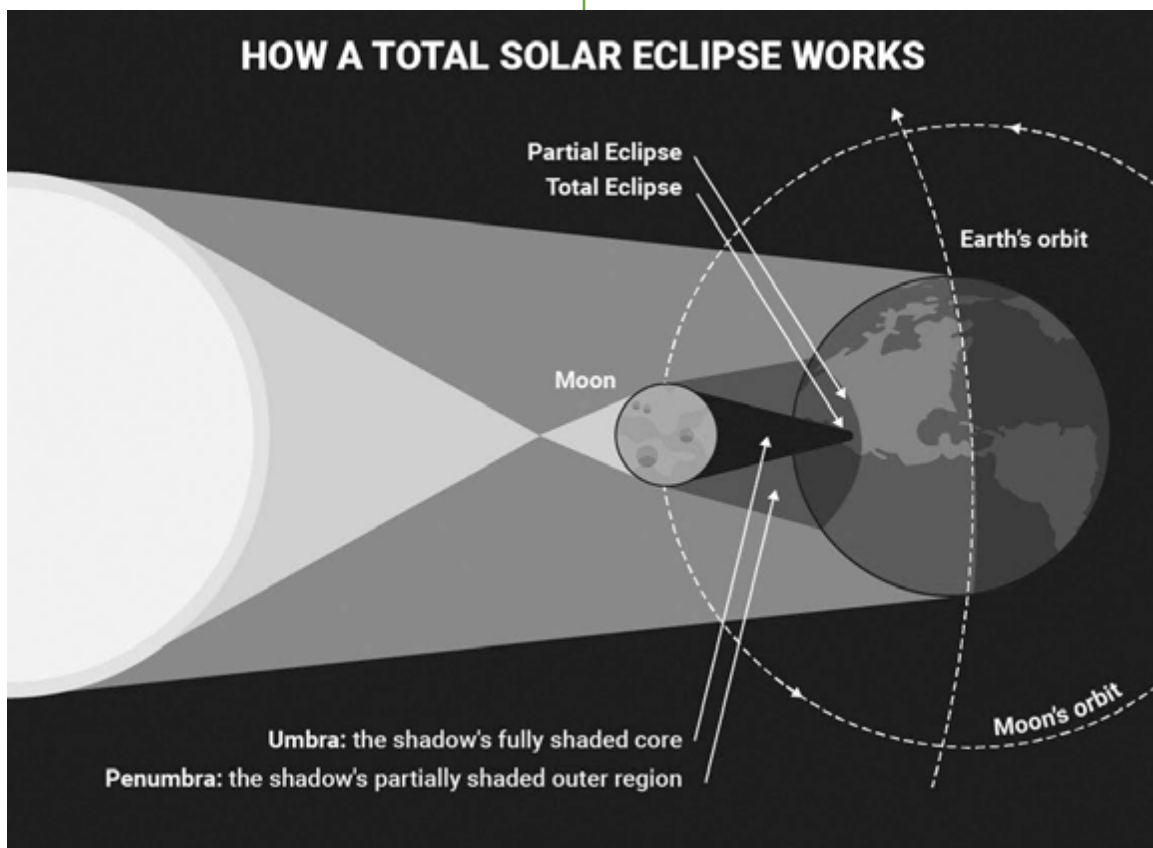 HOW A TOTAL SOLAR ECLIPSE WORKS
Partial Eclipse
Total Eclipse
Earth's orbit
Moon
Moon's orbit
Umbra: the shadow's fully shaded core
Penumbra: the shadow's partially shaded outer region